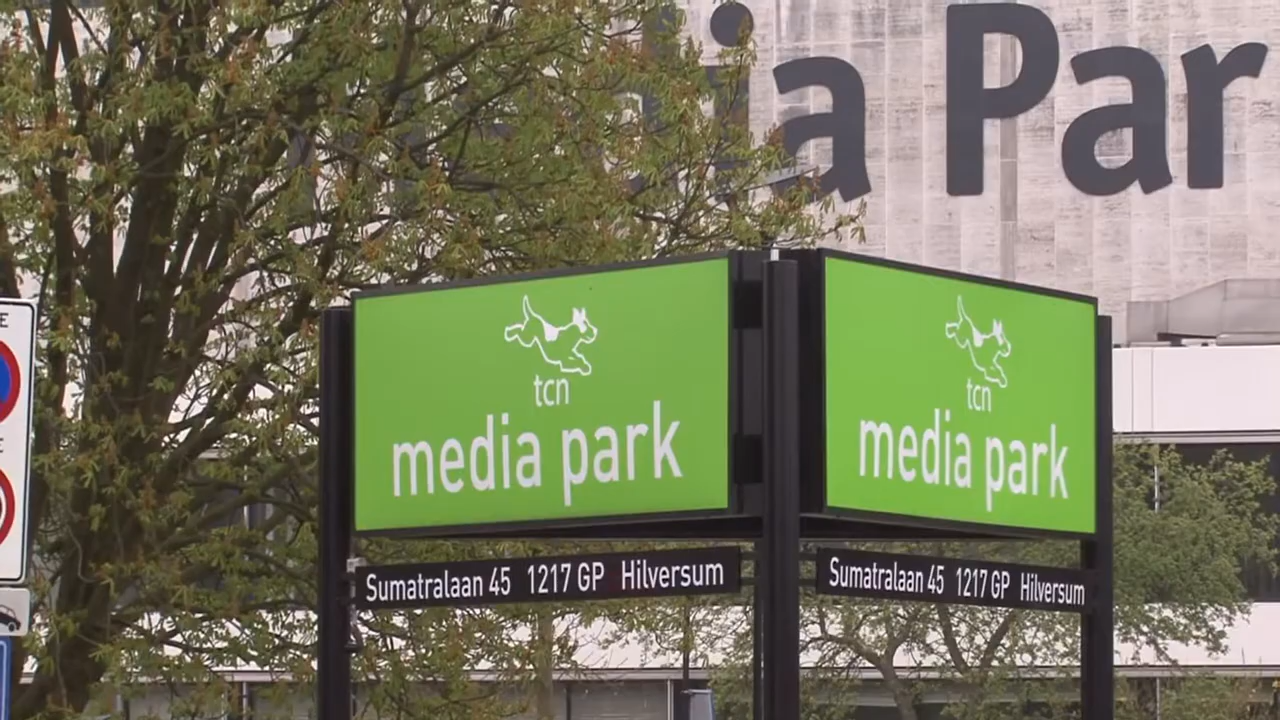 ia Par
tcn
media park
Sumatralaan 45 1217 GP Hilversum
tcn
media park
Sumatralaan 45 1217 GP Hilversum
E
E